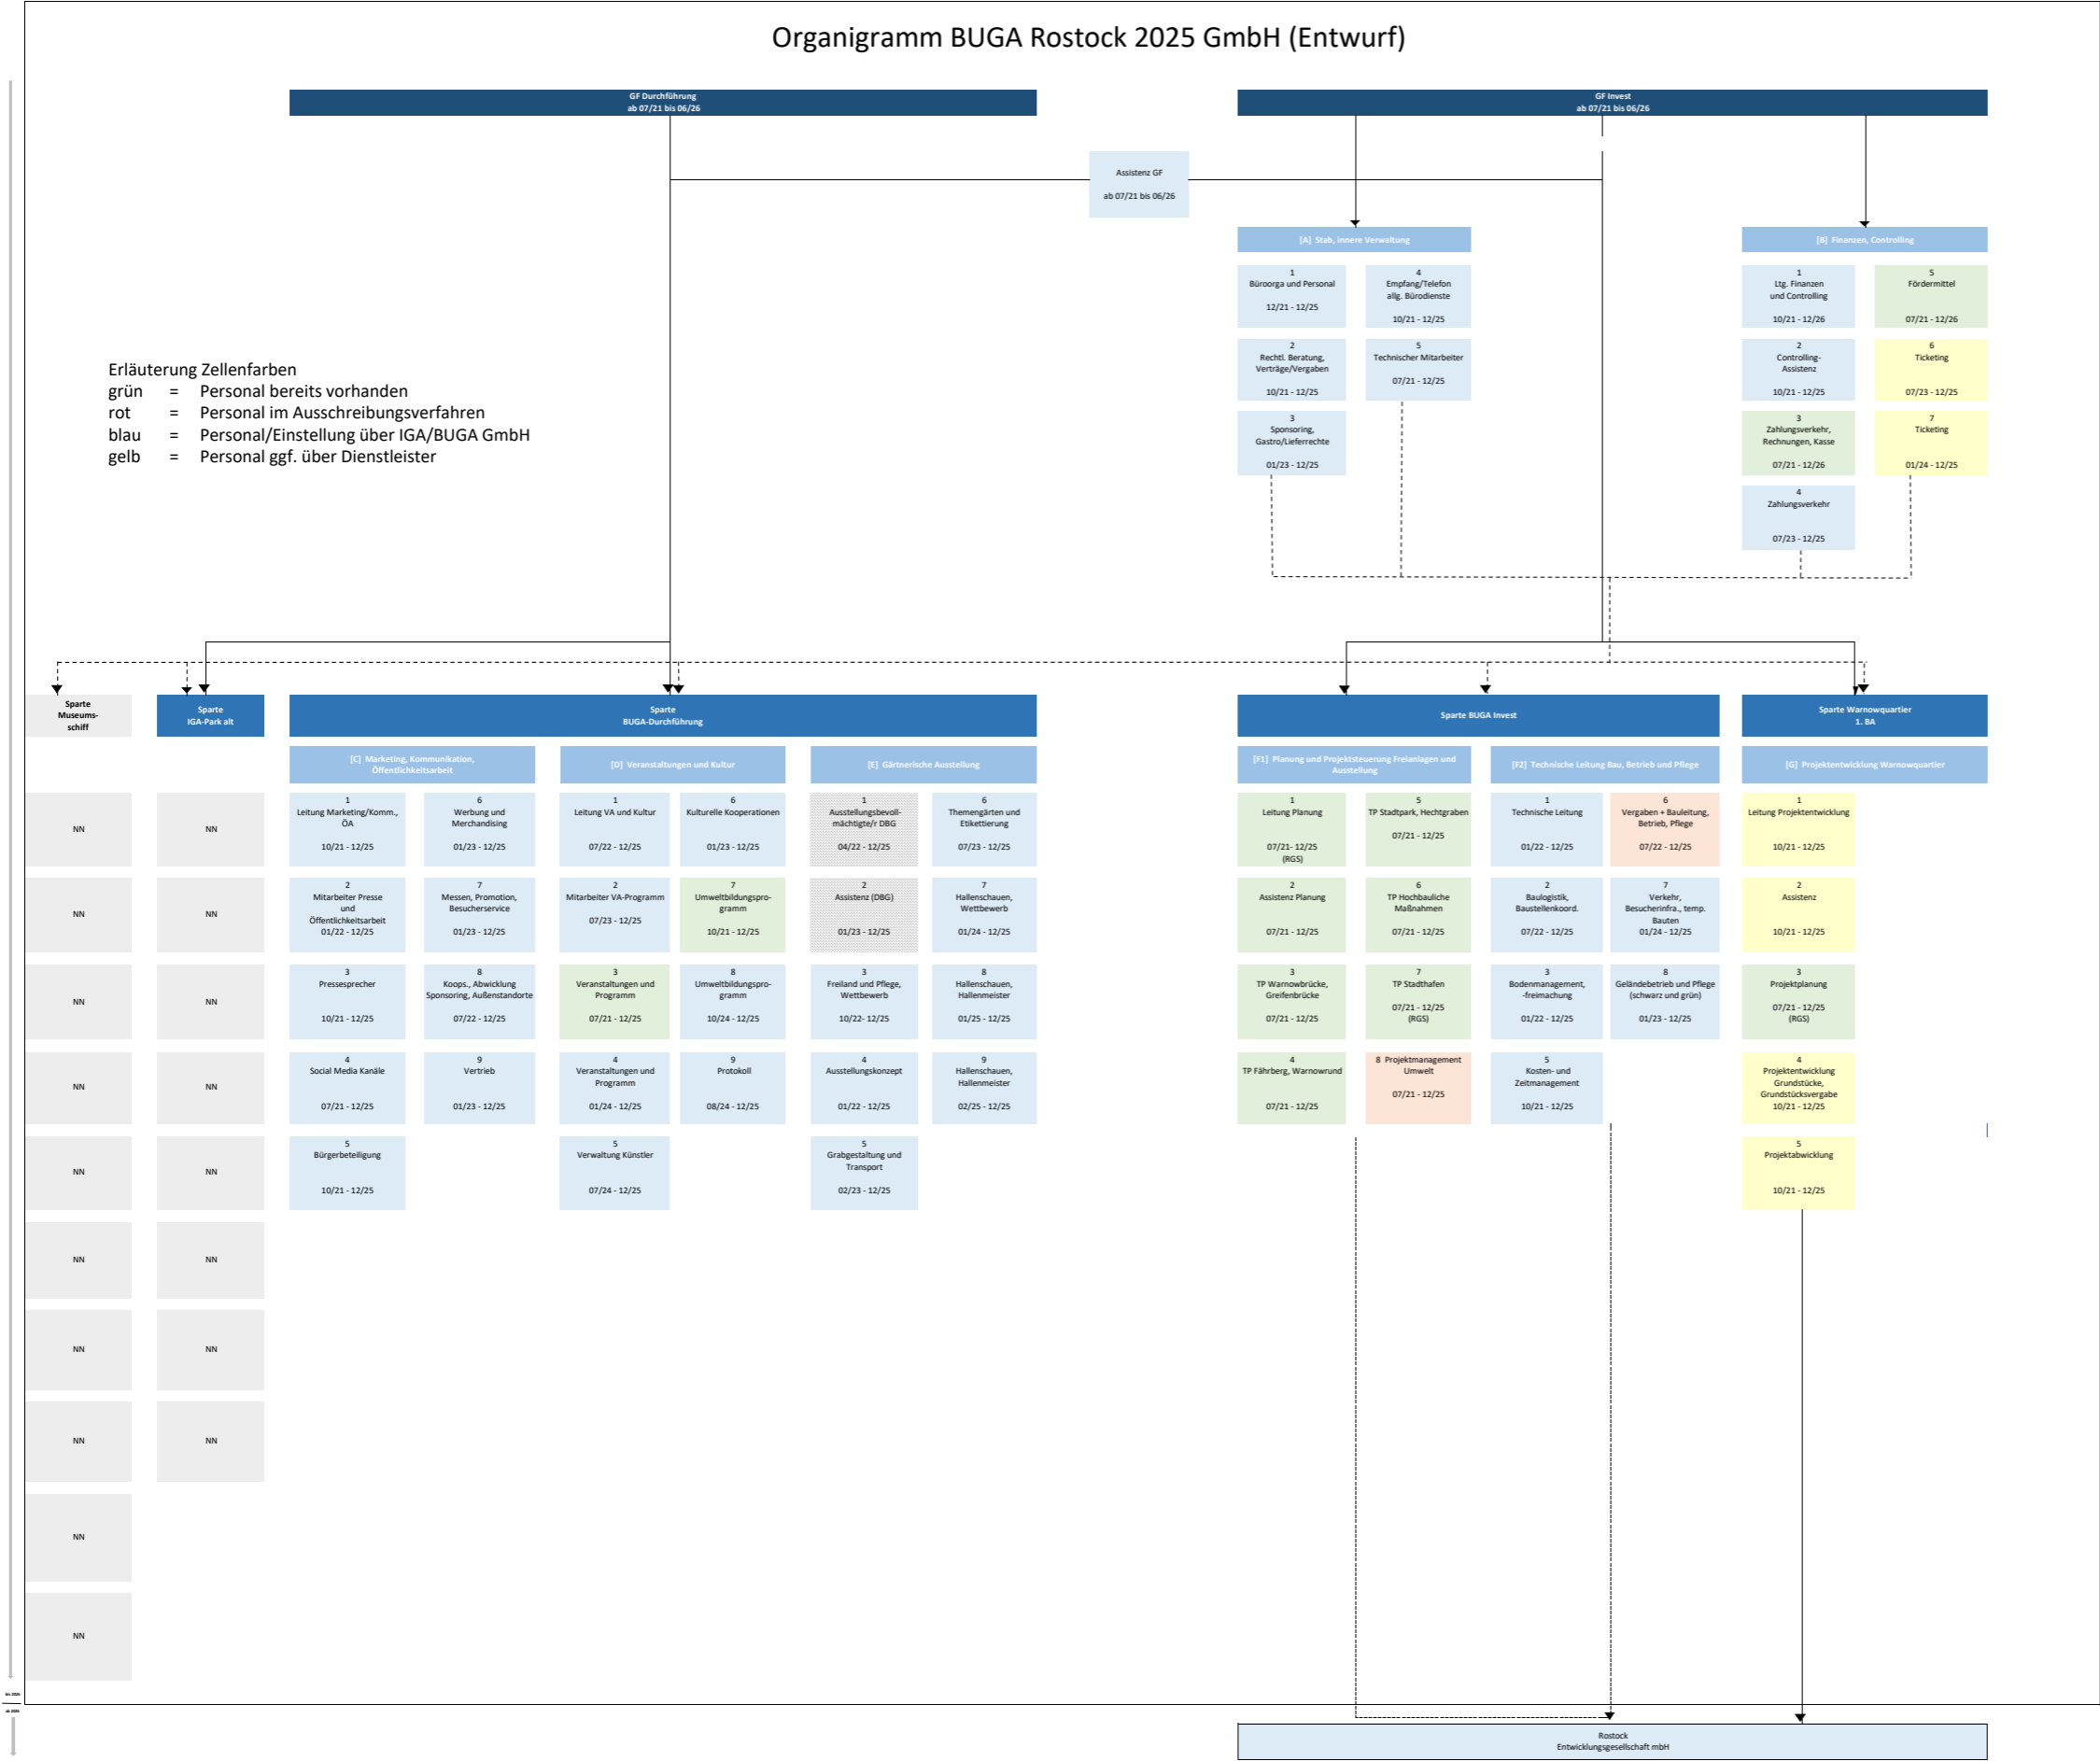 Organigramm BUGA Rostock 2025 GmbH (Entwurf)
GF Durchführung
ab 07/21 bis 06/26
GF Invest
ab 07/21 bis 06/26
Assistenz GF
ab 07/21 bis 06/26
[A] Stab, innere Verwaltung
1
Büroorga und Personal
12/21 - 12/25
4
Empfang/Telefon
allg. Bürodienste
10/21 - 12/25
2
Rechtl. Beratung,
Verträge/Vergaben
10/21 - 12/25
5
Technischer Mitarbeiter
07/21 - 12/25
3
Sponsoring,
Gastro/Lieferrechte
01/23 - 12/25
[B] Finanzen, Controlling
1
Ltg. Finanzen
und Controlling
10/21 - 12/26
5
Fördermittel
07/21 - 12/26
2
Controlling-
Assistenz
10/21 - 12/25
6
Ticketing
07/23 - 12/25
3
Zahlungsverkehr,
Rechnungen, Kasse
07/21 - 12/26
7
Ticketing
01/24 - 12/25
4
Zahlungsverkehr
07/23 - 12/25
Erläuterung Zellenfarben
grün = Personal bereits vorhanden
rot = Personal im Ausschreibungsverfahren
blau = Personal/Einstellung über IGA/BUGA GmbH
gelb = Personal ggf. über Dienstleister
Sparte
Museums-
schiff
NN
NN
NN
NN
NN
NN
NN
NN
NN
NN
Sparte
IGA-Park alt
NN
NN
NN
NN
NN
NN
NN
NN
Sparte
BUGA-Durchführung
[C] Marketing, Kommunikation,
Öffentlichkeitsarbeit
1
Leitung Marketing/Komm.,
ÖA
10/21 - 12/25
6
Werbung und
Merchandising
01/23 - 12/25
2
Mitarbeiter Presse
und
Öffentlichkeitsarbeit
01/22 - 12/25
7
Messen, Promotion,
Besucherservice
01/23 - 12/25
3
Pressesprecher
10/21 - 12/25
8
Koops., Abwicklung
Sponsoring, Außenstandorte
07/22 - 12/25
4
Social Media Kanäle
07/21 - 12/25
9
Vertrieb
01/23 - 12/25
5
Bürgerbeteiligung
10/21 - 12/25
[D] Veranstaltungen und Kultur
1
Leitung VA und Kultur
07/22 - 12/25
6
Kulturelle Kooperationen
01/23 - 12/25
2
Mitarbeiter VA-Programm
07/23 - 12/25
7
Umweltbildungspro-
gramm
10/21 - 12/25
3
Veranstaltungen und
Programm
07/21 - 12/25
8
Umweltbildungspro-
gramm
10/24 - 12/25
4
Veranstaltungen und
Programm
01/24 - 12/25
9
Protokoll
08/24 - 12/25
5
Verwaltung Künstler
07/24 - 12/25
[E] Gärtnerische Ausstellung
1
Ausstellungsbevoll-
mächtigte/r DBG
04/22 - 12/25
6
Themengärten und
Etikettierung
07/23 - 12/25
2
Assistenz (DBG)
01/23 - 12/25
7
Hallenschauen,
Wettbewerb
01/24 - 12/25
3
Freiland und Pflege,
Wettbewerb
10/22- 12/25
8
Hallenschauen,
Hallenmeister
01/25 - 12/25
4
Ausstellungskonzept
01/22 - 12/25
9
Hallenschauen,
Hallenmeister
02/25 - 12/25
5
Grabgestaltung und
Transport
02/23 - 12/25
Sparte BUGA Invest
[F1] Planung und Projektsteuerung Freianlagen und
Ausstellung
1
Leitung Planung
07/21- 12/25
(RGS)
5
TP Stadtpark, Hechtgraben
07/21 - 12/25
2
Assistenz Planung
07/21 - 12/25
6
TP Hochbauliche
Maßnahmen
07/21 - 12/25
3
TP Warnowbrücke,
Greifenbrücke
07/21 - 12/25
7
TP Stadthafen
07/21 - 12/25
(RGS)
4
TP Fährberg, Warnowrund
07/21 - 12/25
8 Projektmanagement
Umwelt
07/21 - 12/25
[F2] Technische Leitung Bau, Betrieb und Pflege
1
Technische Leitung
01/22 - 12/25
6
Vergaben + Bauleitung,
Betrieb, Pflege
07/22 - 12/25
2
Baulogistik,
Baustellenkoord.
07/22 - 12/25
7
Verkehr,
Besucherinfra., temp.
Bauten
01/24 - 12/25
3
Bodenmanagement,
-freimachung
01/22 - 12/25
8
Geländebetrieb und Pflege
(schwarz und grün)
01/23 - 12/25
5
Kosten- und
Zeitmanagement
10/21 - 12/25
Sparte Warnowquartier
1. BA
[G] Projektentwicklung Warnowquartier
1
Leitung Projektentwicklung
10/21 - 12/25
2
Assistenz
10/21 - 12/25
3
Projektplanung
07/21 - 12/25
(RGS)
4
Projektentwicklung
Grundstücke,
Grundstücksvergabe
10/21 - 12/25
5
Projektabwicklung
10/21 - 12/25
Rostock
Entwicklungsgesellschaft mbH